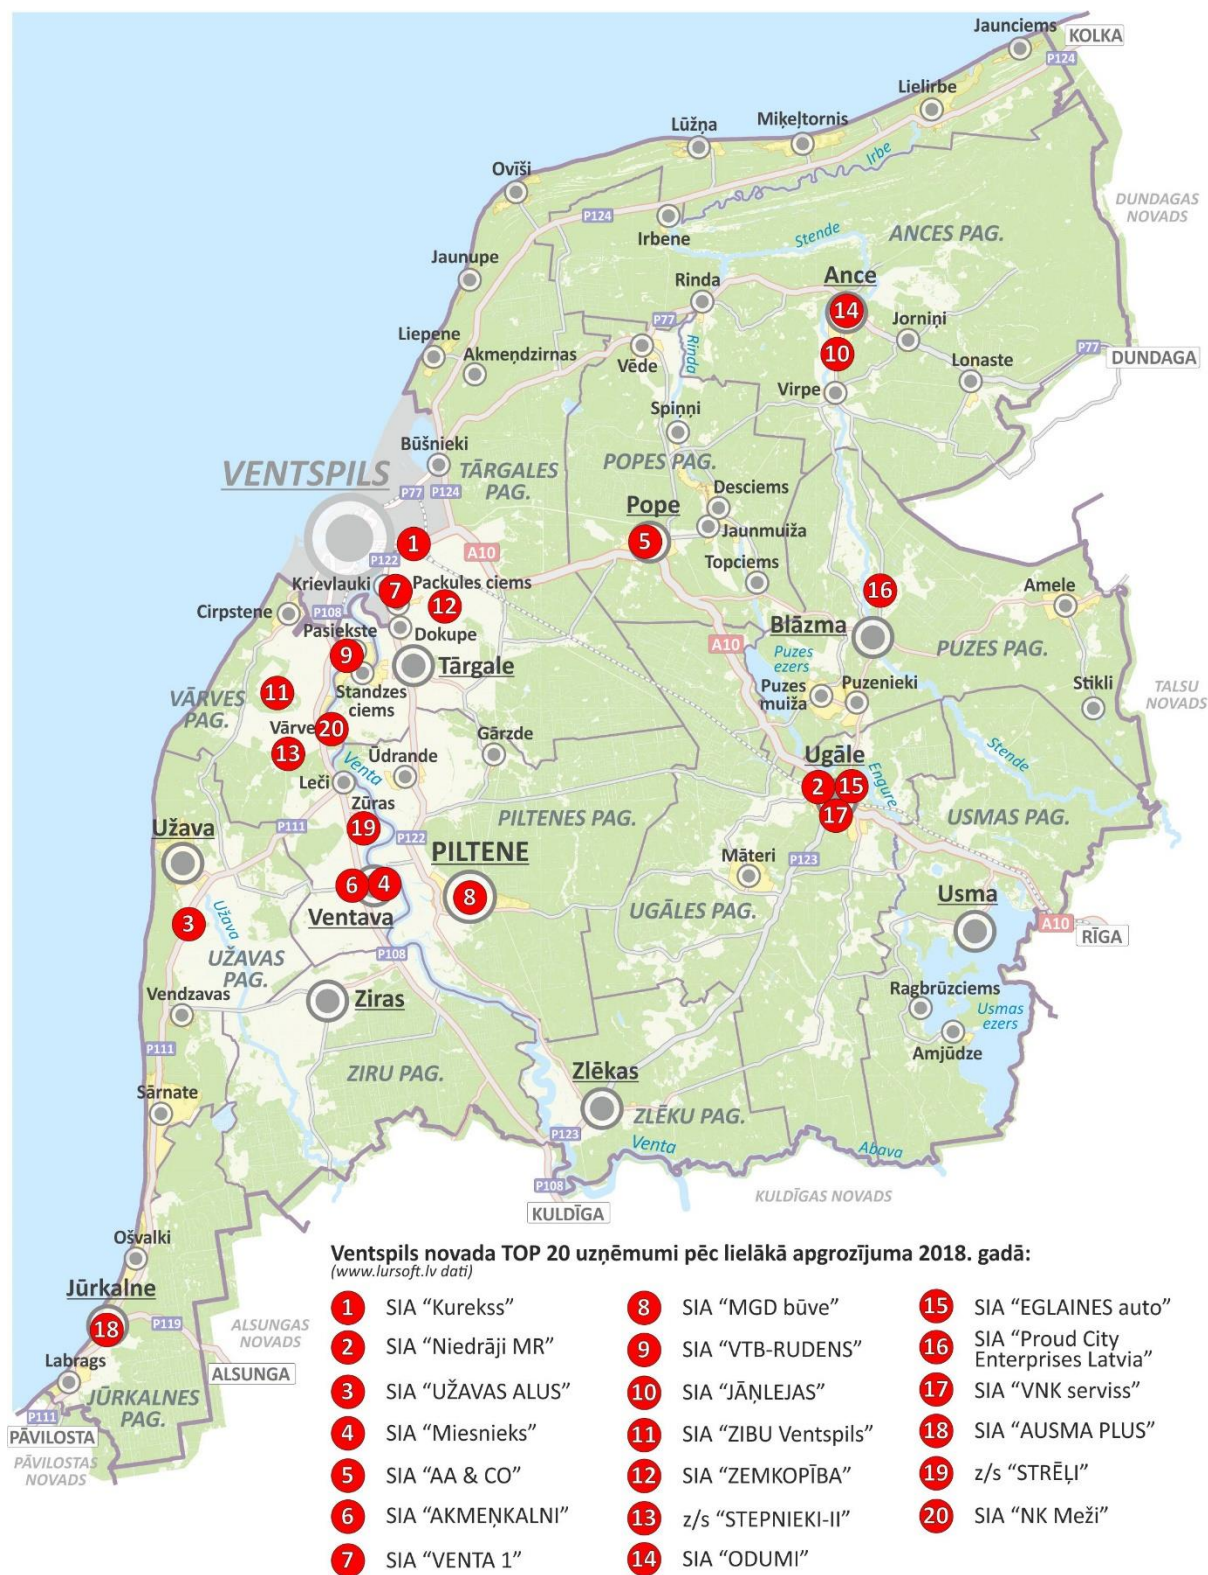 Jaunciems
KOLKA
P124
Lielirbe
Miķeļtornis
Lūžņa
Irbe
Ovīši
DUNDAGAS
NOVADS
P124
Irbene
Stende
ANCES PAG.
Jaunupe
Rinda
Ance
14
P77
Jorniņi
Liepene
Akmeņdzirnas
Vēde
Rinda
10
Lonaste
P77
DUNDAGA
Virpe
Spiņņi
Būšnieki
VENTSPILS
TĀRGALES
PAG.
POPES PAG.
P77
P124
Desciems
Pope
Jaunmuiža
1
A10
5
P122
Krievlauki
7
Packules ciems
Topciems
16
Amele
12
Cirpstene
P108
Dokupe
Blāzma
Pasiekste
A10
PUZES PAG.
9
Tārgale
Puzes
ezers
Standzes
ciems
Puzes
muiža
Puzenieki
Stikli
TALSU
NOVADS
VĀRVES
PAG.
11
Vārve
20
13
Gārzde
Ugāle
Stende
Ūdrande
Venta
Leči
2
15
Engure
Zūras
17
PILTENES PAG.
USMAS PAG.
P111
19
P122
Užava
PILTENE
Māteri
P123
6
4
8
Usma
Ventava
UGĀLES PAG.
3
Užava
A10
RĪGA
UŽAVAS
PAG.
P108
Ragbrūzciems
Vendzavas
Ziras
Usmas
ezers
Amjūdze
P111
ZIRU PAG.
Zlēkas
Sārnate
ZLĒKU PAG.
P123
Venta
Abava
P108
KULDĪGAS NOVADS
KULDĪGA
Ošvalki
Jūrkalne
18
P119
ALSUNGAS
NOVADS
Labrags
ALSUNGA
JŪRKALNES
PAG.
P111
PĀVILOSTA
PĀVILOSTAS
NOVADS
Ventspils novada TOP 20 uzņēmumi pēc lielākā apgrozījuma 2018. gadā:
(www.lursoft.lv dati)
1 SIA “Kurekss”
2 SIA “Niedrāji MR”
3 SIA “UŽAVAS ALUS”
4 SIA “Miesnieks”
5 SIA “AA & CO”
6 SIA “AKMEŅKALNI”
7 SIA “VENTA 1”
8 SIA “MGD būve”
9 SIA “VTB-RUDENS”
10 SIA “JĀŅLEJAS”
11 SIA “ZIBU Ventspils”
12 SIA “ZEMKOPĪBA”
13 z/s “STEPNIEKI-II”
14 SIA “ODUMI”
15 SIA “EGLAINES auto”
16 SIA “Proud City
Enterprises Latvia”
17 SIA “VNK serviss”
18 SIA “AUSMA PLUS”
19 z/s “STRĒĻI”
20 SIA “NK Meži”